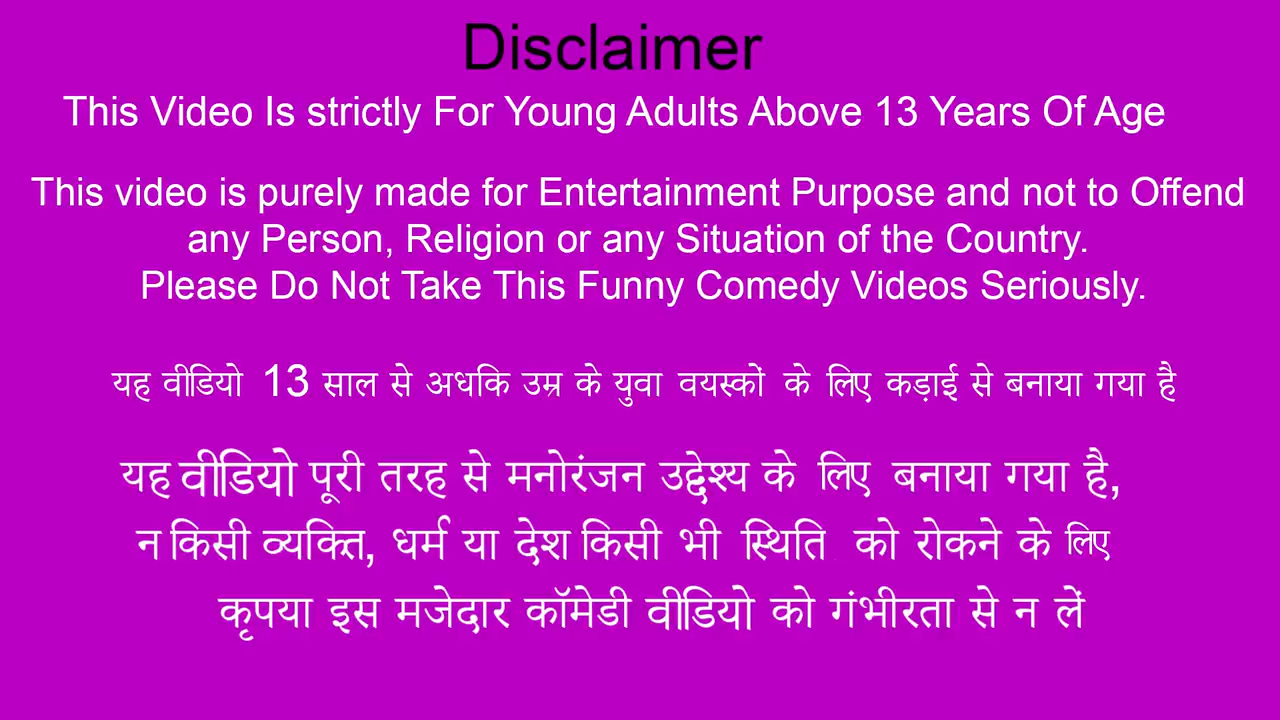 Disclaimer
This Video Is strictly For Young Adults Above 13 Years Of Age
This video is purely made for Entertainment Purpose and not to Offend
any Person, Religion or any Situation of the Country.
Please Do Not Take This Funny Comedy Videos Seriously.
यह वीडियो 13 साल से अधकि उम्र के युवा वयस्कों के लिए कड़ाई से बनाया गया है
यह वीडियो पूरी तरह से मनोरंजन उद्देश्य के लिए बनाया गया है,
न किसी व्यक्ति, धर्म या देश किसी भी स्थिति को रोकने के लिए
कृपया इस मजेदार कॉमेडी वीडियो को गंभीरता से न लें